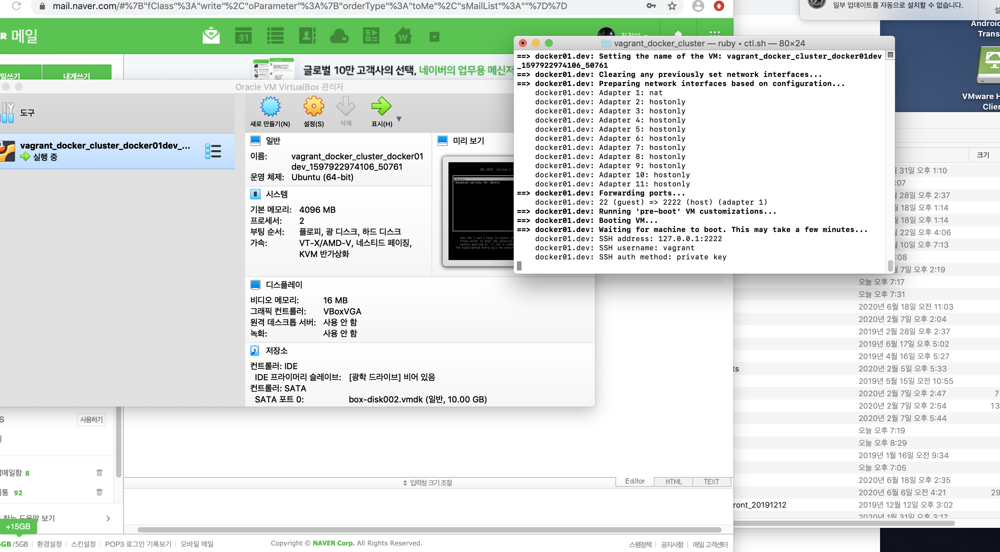 mail.naver.com/#%7B"fClass"%3A"write"%2C"oParameter"%3A%7B"orderType"%3A"toMe"%2C"sMailList"%3A""%7D%7D
일부 업데이트를 자동으로 설치할 수 없습니다.
R 메일
31
내게쓰기
글로벌 10만 고객사의 선택, 네이버의 업무용 메신저
Android
Trans
VMware H
Clien
Oracle VM VirtualBox 관리자
도구
vagrant_docker_cluster_docker01dev_...
실행 중
새로 만들기(N)
설정(S)
삭제
표시(H)
일반
이름: vagrant_docker_cluster_docker01
dev_1597922974106_50761
운영 체제: Ubuntu (64-bit)
시스템
기본 메모리: 4096 MB
프로세서: 2
부팅 순서: 플로피, 광 디스크, 하드 디스크
가속: VT-X/AMD-V, 네스티드 페이징,
KVM 반가상화
미리 보기
GNU GRUB version 2.0
*Ubuntu
Advanced options for Ubuntu
디스플레이
비디오 메모리: 16 MB
그래픽 컨트롤러: VBoxVGA
원격 데스크톱 서버: 사용 안 함
녹화: 사용 안 함
저장소
컨트롤러: IDE
IDE 프라이머리 슬레이브: [광학 드라이브] 비어 있음
컨트롤러: SATA
SATA 포트 0: box-disk002.vmdk (일반, 10.00 GB)
vagrant_docker_cluster — ruby ◂ ctl.sh — 80×24
==> docker01.dev: Setting the name of the VM: vagrant_docker_cluster_docker01dev
_1597922974106_50761
==> docker01.dev: Clearing any previously set network interfaces...
==> docker01.dev: Preparing network interfaces based on configuration...
docker01.dev: Adapter 1: nat
docker01.dev: Adapter 2: hostonly
docker01.dev: Adapter 3: hostonly
docker01.dev: Adapter 4: hostonly
docker01.dev: Adapter 5: hostonly
docker01.dev: Adapter 6: hostonly
docker01.dev: Adapter 7: hostonly
docker01.dev: Adapter 8: hostonly
docker01.dev: Adapter 9: hostonly
docker01.dev: Adapter 10: hostonly
docker01.dev: Adapter 11: hostonly
==> docker01.dev: Forwarding ports...
docker01.dev: 22 (guest) => 2222 (host) (adapter 1)
==> docker01.dev: Running 'pre-boot' VM customizations...
==> docker01.dev: Booting VM...
==> docker01.dev: Waiting for machine to boot. This may take a few minutes...
docker01.dev: SSH address: 127.0.0.1:2222
docker01.dev: SSH username: vagrant
docker01.dev: SSH auth method: private key
크기
31일 오후 1:10
:07
28일 오후 2:37
18일 오후 1:14
18일 오후 1:14
22일 오후 4:06
10일 오후 7:13
:08
7일 오후 2:19
오늘 오후 7:17
오늘 오후 7:31
2020년 6월 18일 오전 11:03
2020년 2월 7일 오후 2:04
2019년 2월 28일 오후 2:37
2019년 6월 17일 오후 5:02
2019년 4월 16일 오후 5:27
ts 2020년 2월 5일 오후 5:33
2019년 5월 15일 오전 10:55
2020년 2월 7일 오후 2:47 7
2020년 2월 7일 오후 2:54 13
2020년 2월 7일 오후 5:44
오늘 오후 7:19
오늘 오후 8:29
2019년 1월 16일 오전 9:34
오늘 오후 7:05
2020년 6월 18일 오후 2:35
2020년 6월 6일 오전 4:21 29
ront_20191212 2019년 12월 12일 오후 3:02
2020년 1월 31일 오후 3:17
S 사용하기
메일함 8
통 92
찾는 도움말 보기
+15GB
입력창 크기 조절
Editor HTML TEXT
5GB/5GB 환경설정 스킨설정 POP3 로그인 기록보기 모바일 메일
Copyright © NAVER Corp. All Rights Reserved.
스팸정책 공지사항 메일 고객센터